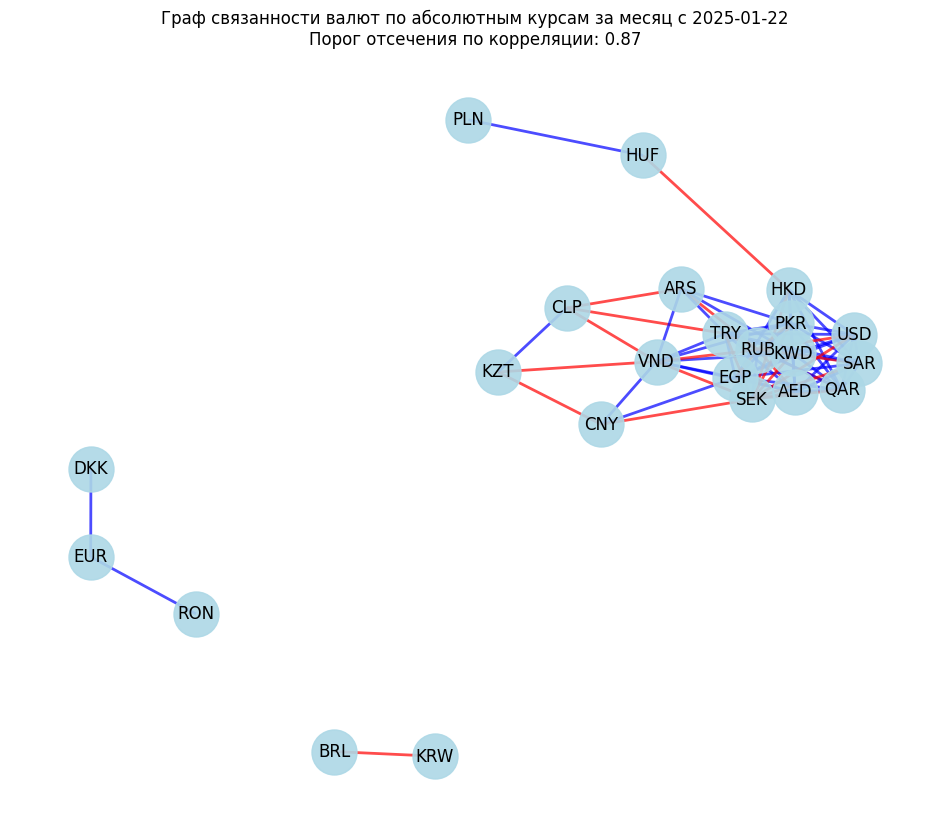 Граф связанности валют по абсолютным курсам за месяц с 2025-01-22
Порог отсечения по корреляции: 0.87
PLN
HUF
ARS
HKD
CLP
PKR
TRY
USD
RUB
KWD
VND
SAR
KZT
EGP
AED
QAR
SEK
CNY
DKK
EUR
RON
BRL
KRW